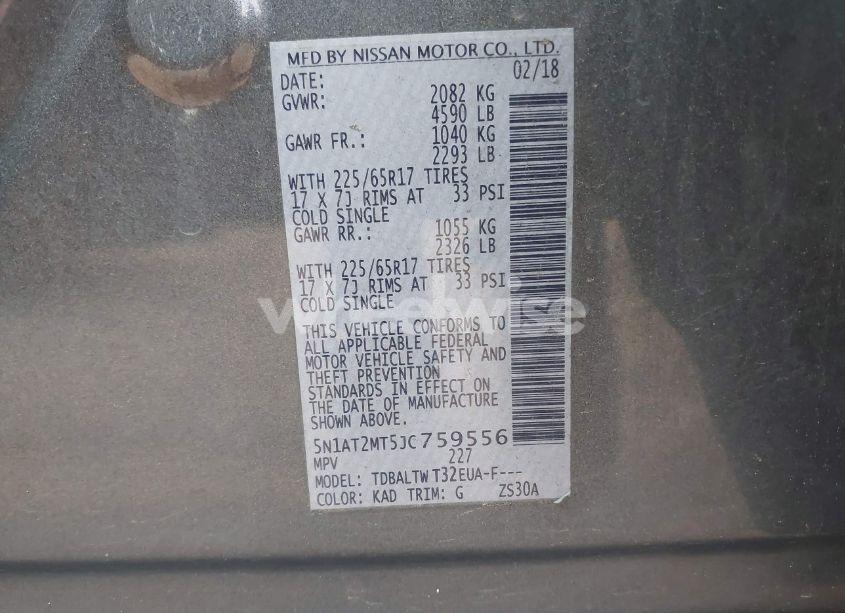 MFD BY NISSAN MOTOR CO., LTD.
DATE: 02/18
GVWR: 2082 KG
4590 LB
GAWR FR.: 1040 KG
2293 LB
WITH 225/65R17 TIRES
17 X 7J RIMS AT 33 PSI
COLD SINGLE
GAWR RR.: 1055 KG
2326 LB
WITH 225/65R17 TIRES
17 X 7J RIMS AT 33 PSI
COLD SINGLE
THIS VEHICLE CONFORMS TO
ALL APPLICABLE FEDERAL
MOTOR VEHICLE SAFETY AND
THEFT PREVENTION
STANDARDS IN EFFECT ON
THE DATE OF MANUFACTURE
SHOWN ABOVE.
5N1AT2MT5JC759556
MPV 227
MODEL: TDBALTW T32EUA-F---
COLOR: KAD TRIM: G ZS30A